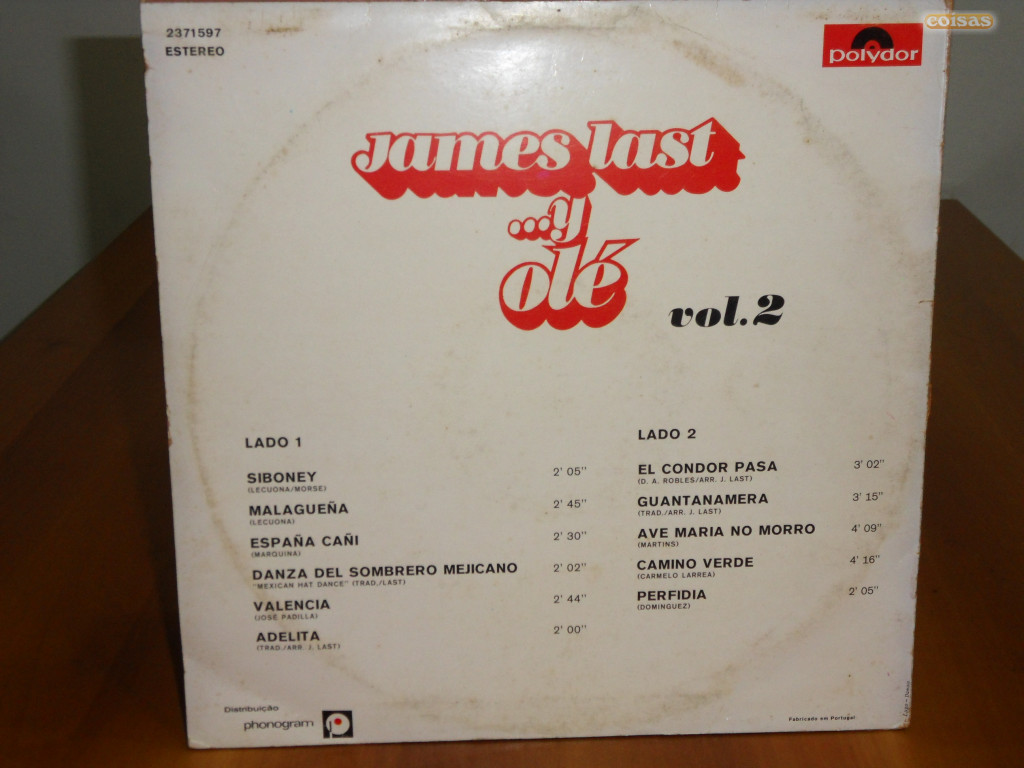 2371597
ESTEREO
coisas
polydor
james last
...y
olé
vol.2
LADO 1
SIBONEY 2' 05"
(LECUONA/MORSE)
MALAGUEÑA 2' 45"
(LECUONA)
ESPAÑA CAÑI 2' 30"
(MARQUINA)
DANZA DEL SOMBRERO MEJICANO 2' 02"
"MEXICAN HAT DANCE" (TRAD./LAST)
VALENCIA 2' 44"
(JOSÉ PADILLA)
ADELITA 2' 00"
(TRAD./ARR. J. LAST)
LADO 2
EL CONDOR PASA 3' 02"
(D. A. ROBLES/ARR. J. LAST)
GUANTANAMERA 3' 15"
(TRAD./ARR. J. LAST)
AVE MARIA NO MORRO 4' 09"
(MARTINS)
CAMINO VERDE 4' 16"
(CARMELO LARREA)
PERFIDIA 2' 05"
(DOMINGUEZ)
Distribuição
phonogram
Fabricado em Portugal